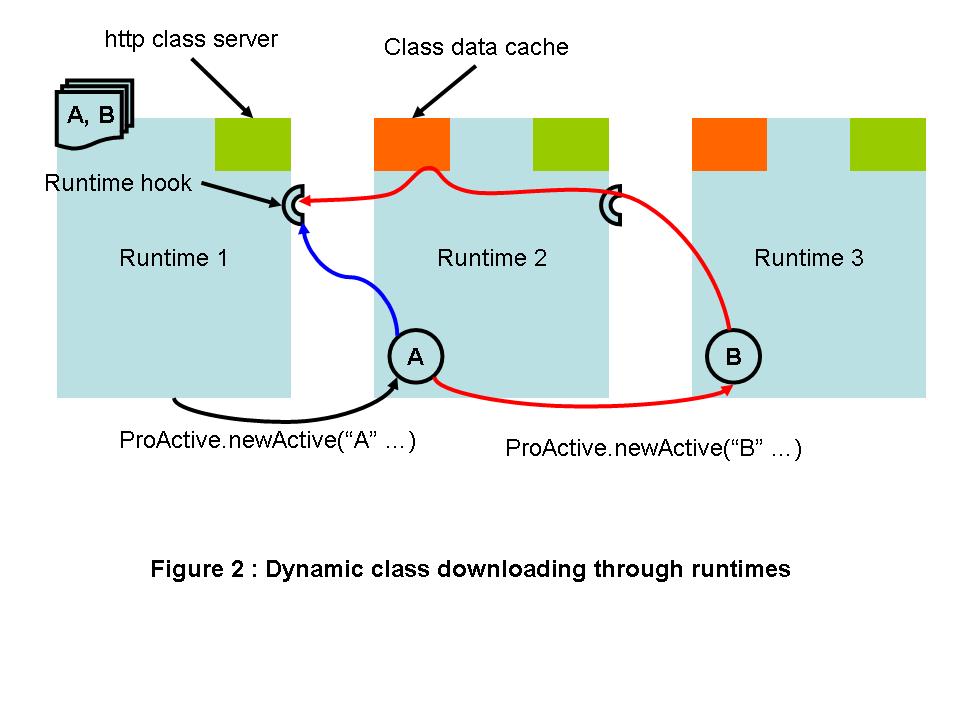 http class server
Class data cache
A, B
Runtime hook
Runtime 1
Runtime 2
Runtime 3
A
B
ProActive.newActive(“A” …)
ProActive.newActive(“B” …)
Figure 2 : Dynamic class downloading through runtimes